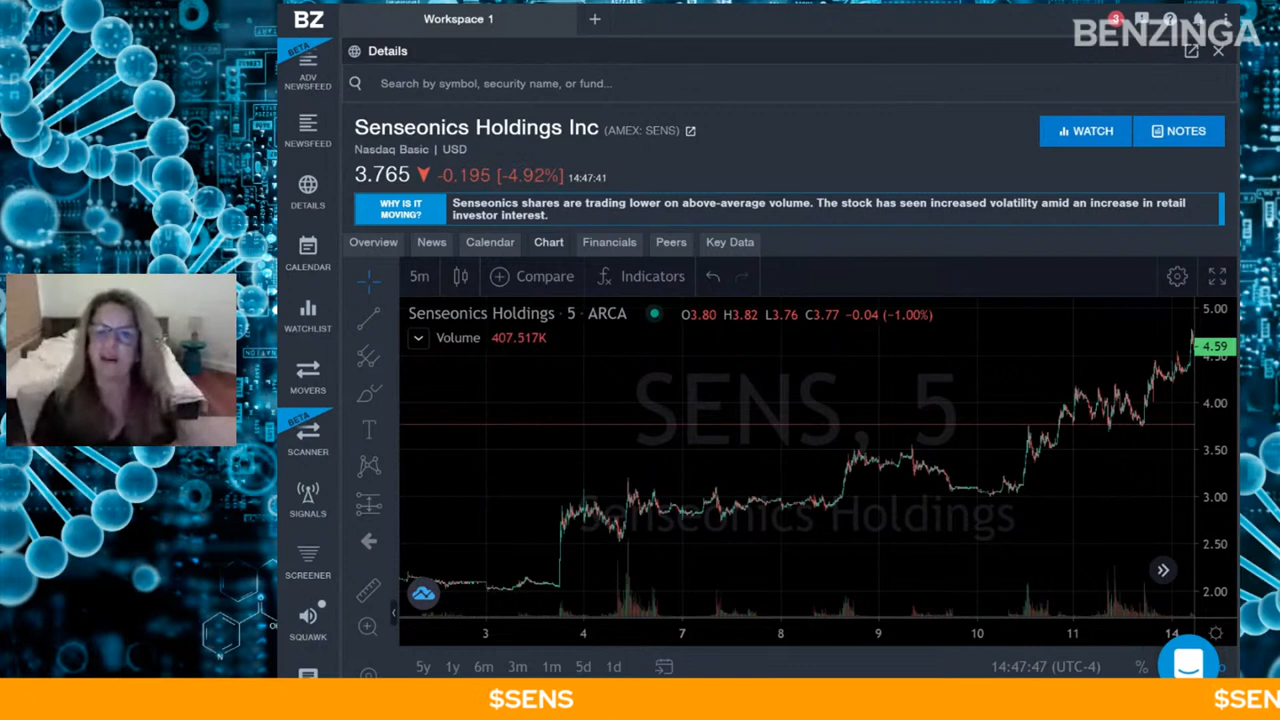 BZ
Workspace 1
+
3
BENZINGA
BETA
ADV
NEWSFEED
NEWSFEED
DETAILS
CALENDAR
WATCHLIST
MOVERS
BETA
SCANNER
SIGNALS
SCREENER
SQUAWK
Details
Search by symbol, security name, or fund...
Senseonics Holdings Inc (AMEX: SENS)
WATCH
NOTES
Nasdaq Basic | USD
3.765 -0.195 [-4.92%] 14:47:41
WHY IS IT
MOVING?
Senseonics shares are trading lower on above-average volume. The stock has seen increased volatility amid an increase in retail
investor interest.
Overview News Calendar Chart Financials Peers Key Data
5m Compare Indicators
Senseonics Holdings · 5 · ARCA O3.80 H3.82 L3.76 C3.77 −0.04 (−1.00%)
Volume 407.517K
SENS, 5
Senseonics Holdings
5.00
4.59
4.50
4.00
3.50
3.00
2.50
2.00
3 4 7 8 9 10 11 14
5y 1y 6m 3m 1m 5d 1d
14:47:47 (UTC-4) %
$SENS
$SEN
N